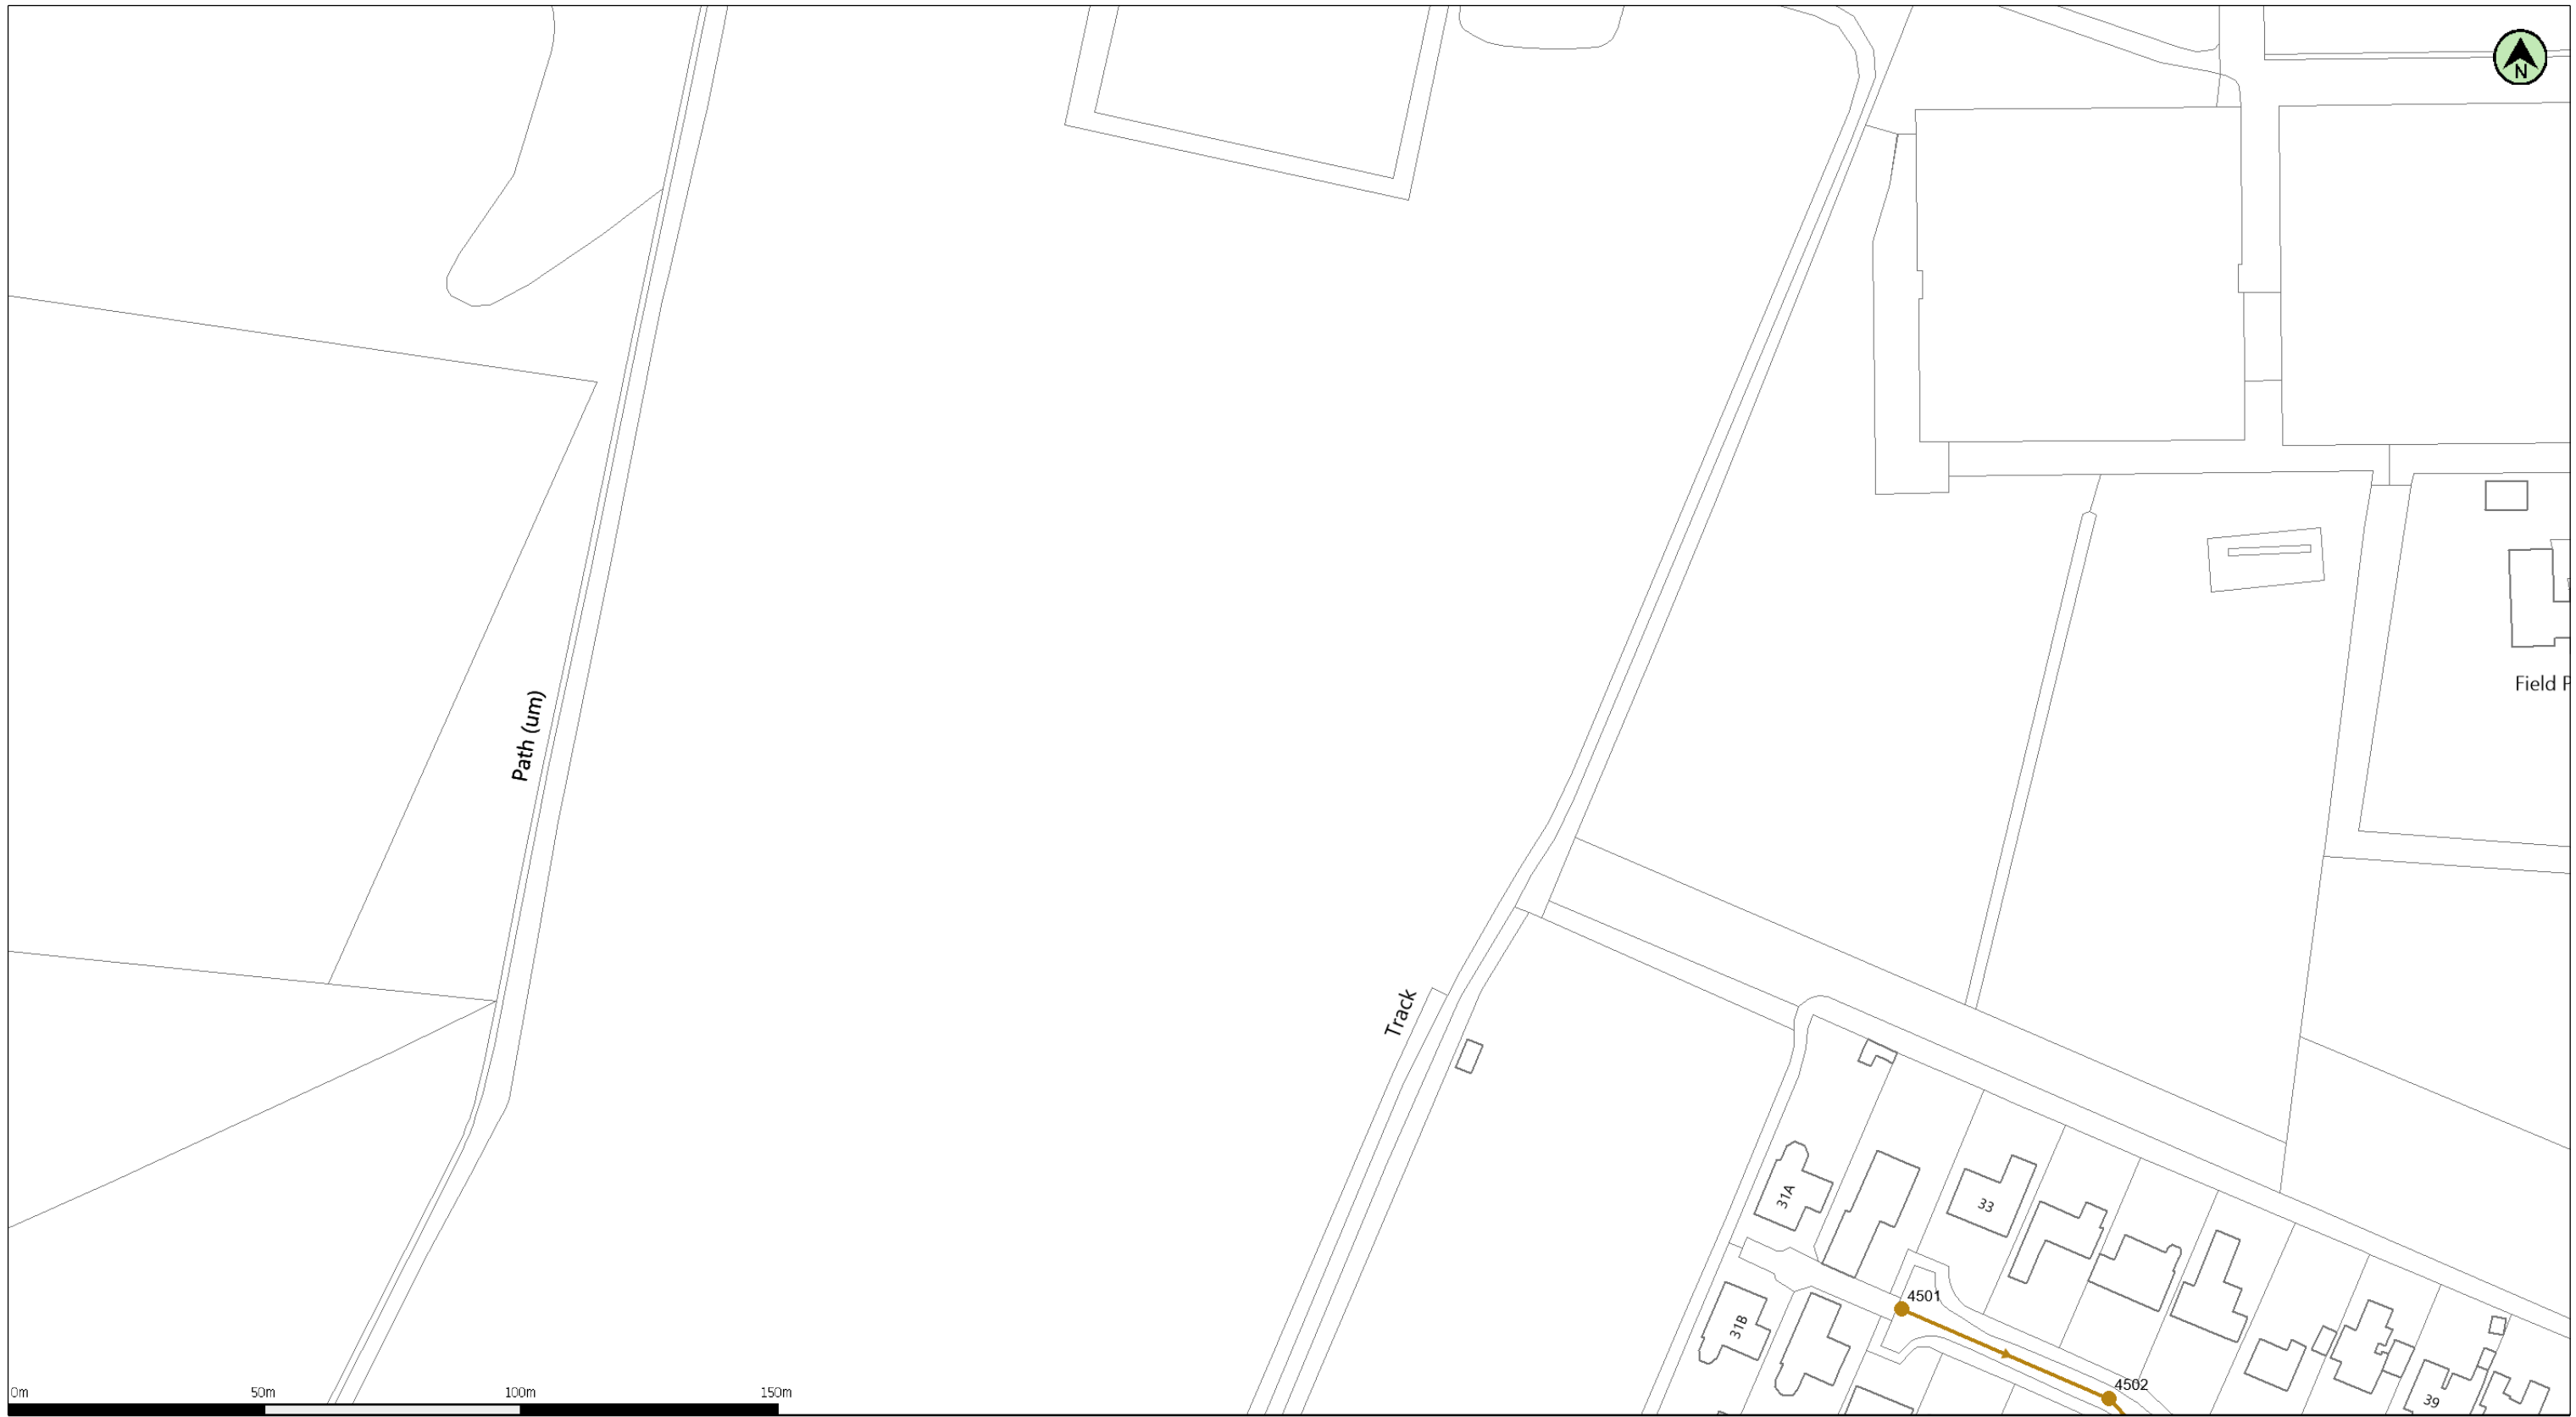 N
Field P
Path (um)
Track
31A
33
31B
4501
4502
39
0m
50m
100m
150m